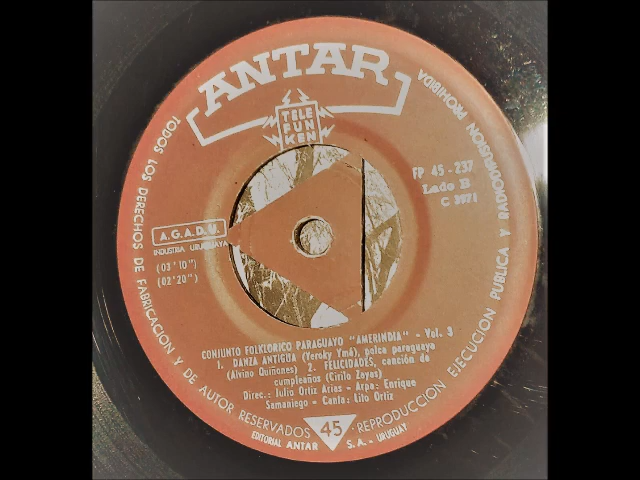 ANTAR
TELE
FUN
KEN
FP 45 - 237
Lado B
C 3971
A.G.A.D.U.
INDUSTRIA URUGUAYA
(03'10")
(02'20")
CONJUNTO FOLKLORICO PARAGUAYO "AMERINDIA" - Vol. 3
1. DANZA ANTIGUA (Yeroky Ymá), polca paraguaya
(Alvino Quiñones) 2. FELICIDADES, canción de
cumpleaños (Cirilo Zayas)
Direc.: Julio Ortiz Arias - Arpa: Enrique
Samaniego - Canta: Lito Ortiz
45
EDITORIAL ANTAR S. A. - URUGUAY
TODOS LOS DERECHOS DE FABRICACION Y DE AUTOR RESERVADOS - REPRODUCCION EJECUCION PUBLICA Y RADIODIFUSION PROHIBIDA